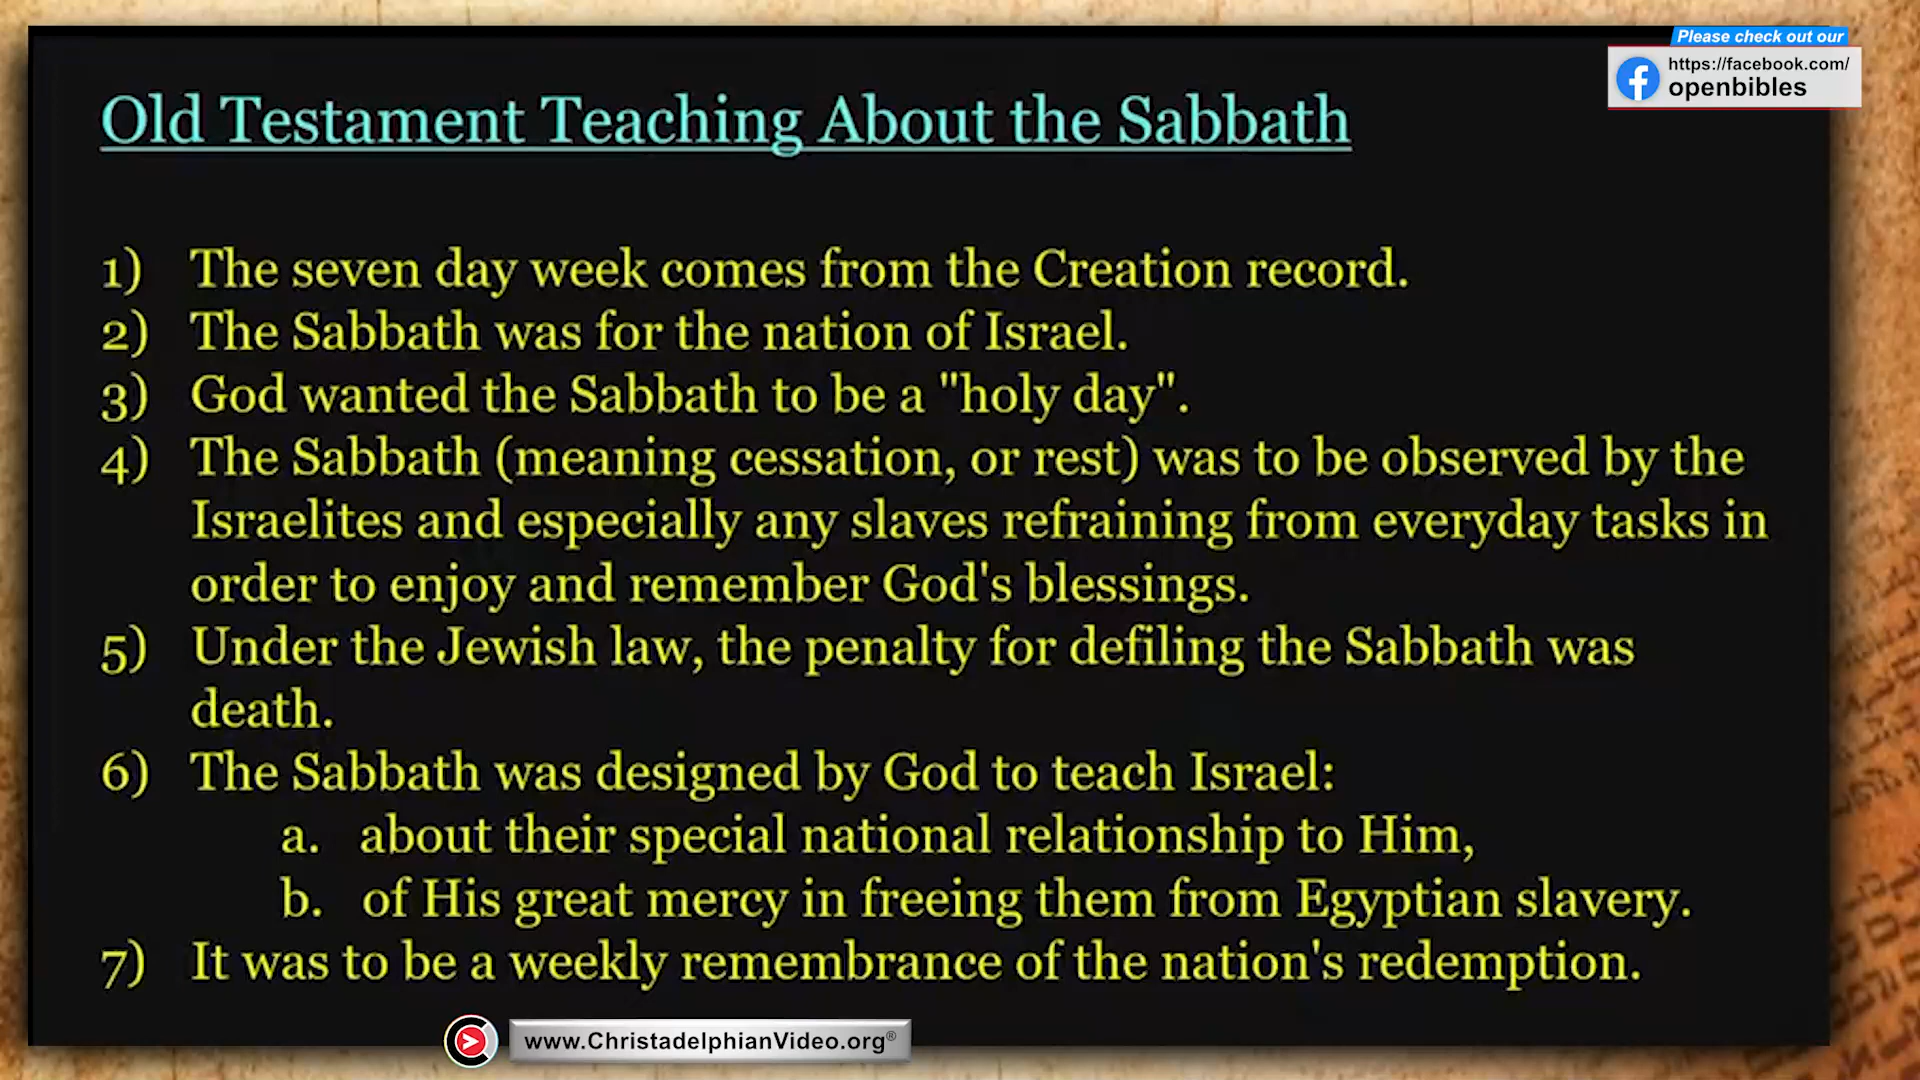 Please check out our
https://facebook.com/
openbibles
Old Testament Teaching About the Sabbath
1) The seven day week comes from the Creation record.
2) The Sabbath was for the nation of Israel.
3) God wanted the Sabbath to be a "holy day".
4) The Sabbath (meaning cessation, or rest) was to be observed by the
Israelites and especially any slaves refraining from everyday tasks in
order to enjoy and remember God's blessings.
5) Under the Jewish law, the penalty for defiling the Sabbath was
death.
6) The Sabbath was designed by God to teach Israel:
a. about their special national relationship to Him,
b. of His great mercy in freeing them from Egyptian slavery.
7) It was to be a weekly remembrance of the nation's redemption.
www.ChristadelphianVideo.org®